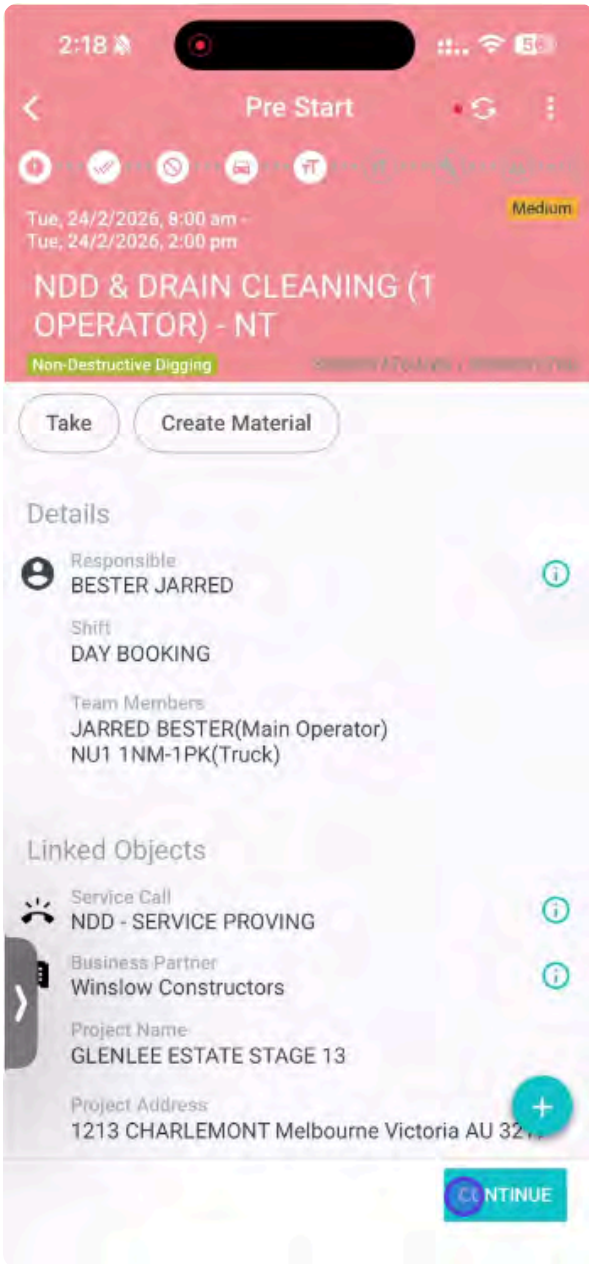 2:18
Pre Start
Tue, 24/2/2026, 8:00 am -
Tue, 24/2/2026, 2:00 pm
Medium
NDD & DRAIN CLEANING (1
OPERATOR) - NT
Non-Destructive Digging
Take
Create Material
Details
Responsible
BESTER JARRED
Shift
DAY BOOKING
Team Members
JARRED BESTER(Main Operator)
NU1 1NM-1PK(Truck)
Linked Objects
Service Call
NDD - SERVICE PROVING
Business Partner
Winslow Constructors
Project Name
GLENLEE ESTATE STAGE 13
Project Address
1213 CHARLEMONT Melbourne Victoria AU
CONTINUE